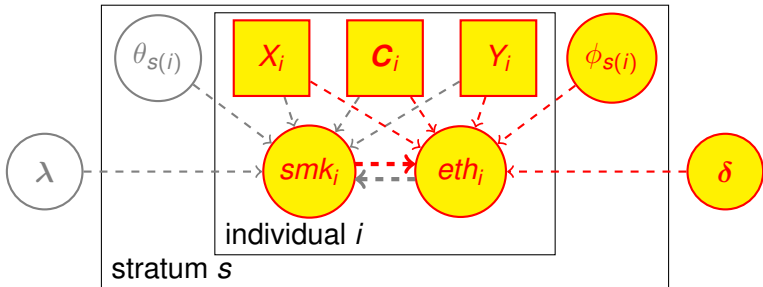 θs(i) Xi Ci Yi ϕs(i)
λ smki ethi δ
individual i
stratum s